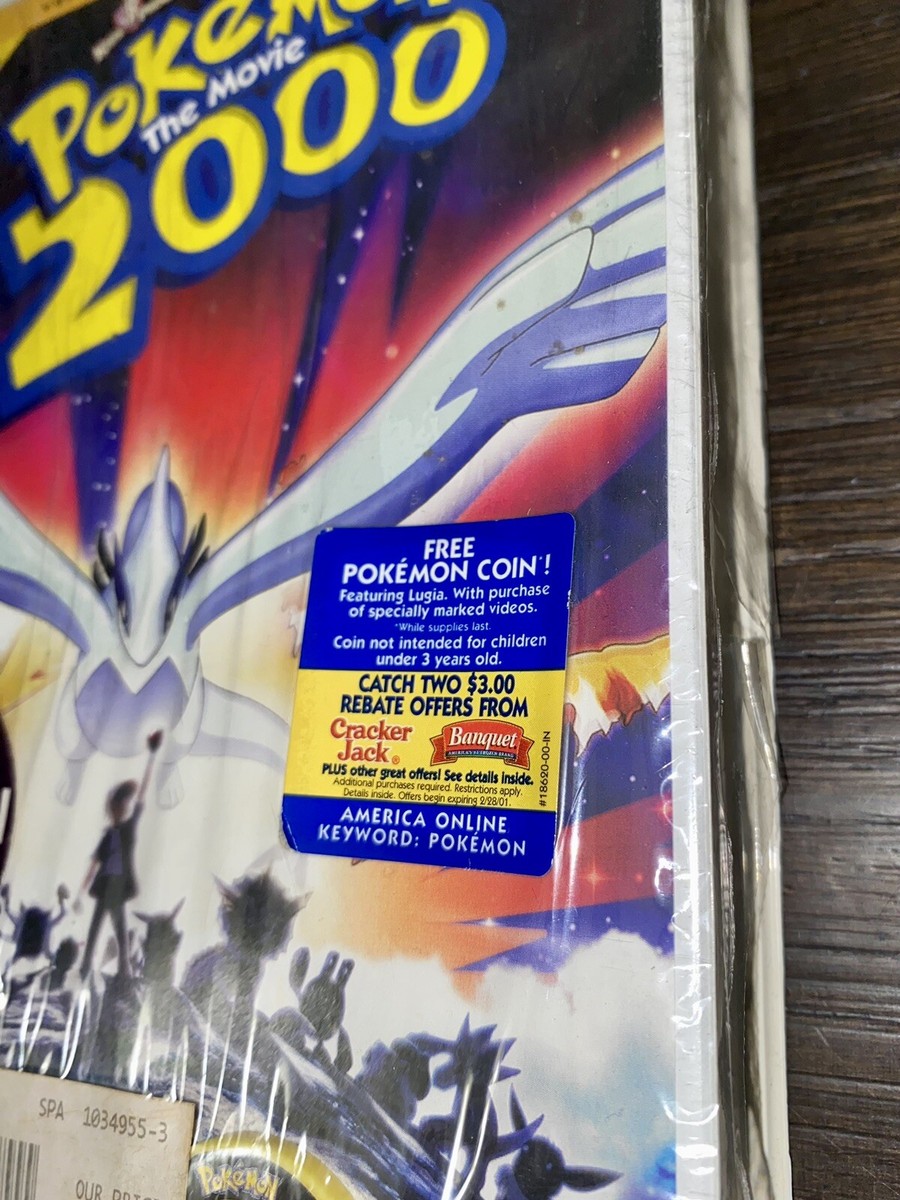 Pokémon
The Movie
2000
FREE
POKÉMON COIN*!
Featuring Lugia. With purchase
of specially marked videos.
*While supplies last.
Coin not intended for children
under 3 years old.
CATCH TWO $3.00
REBATE OFFERS FROM
Cracker
Jack®
Banquet
PLUS other great offers! See details inside.
Additional purchases required. Restrictions apply.
Details inside. Offers begin expiring 2/28/01.
#18620-00-IN
AMERICA ONLINE
KEYWORD: POKÉMON
SPA 1034955-3
OUR
Pokémon